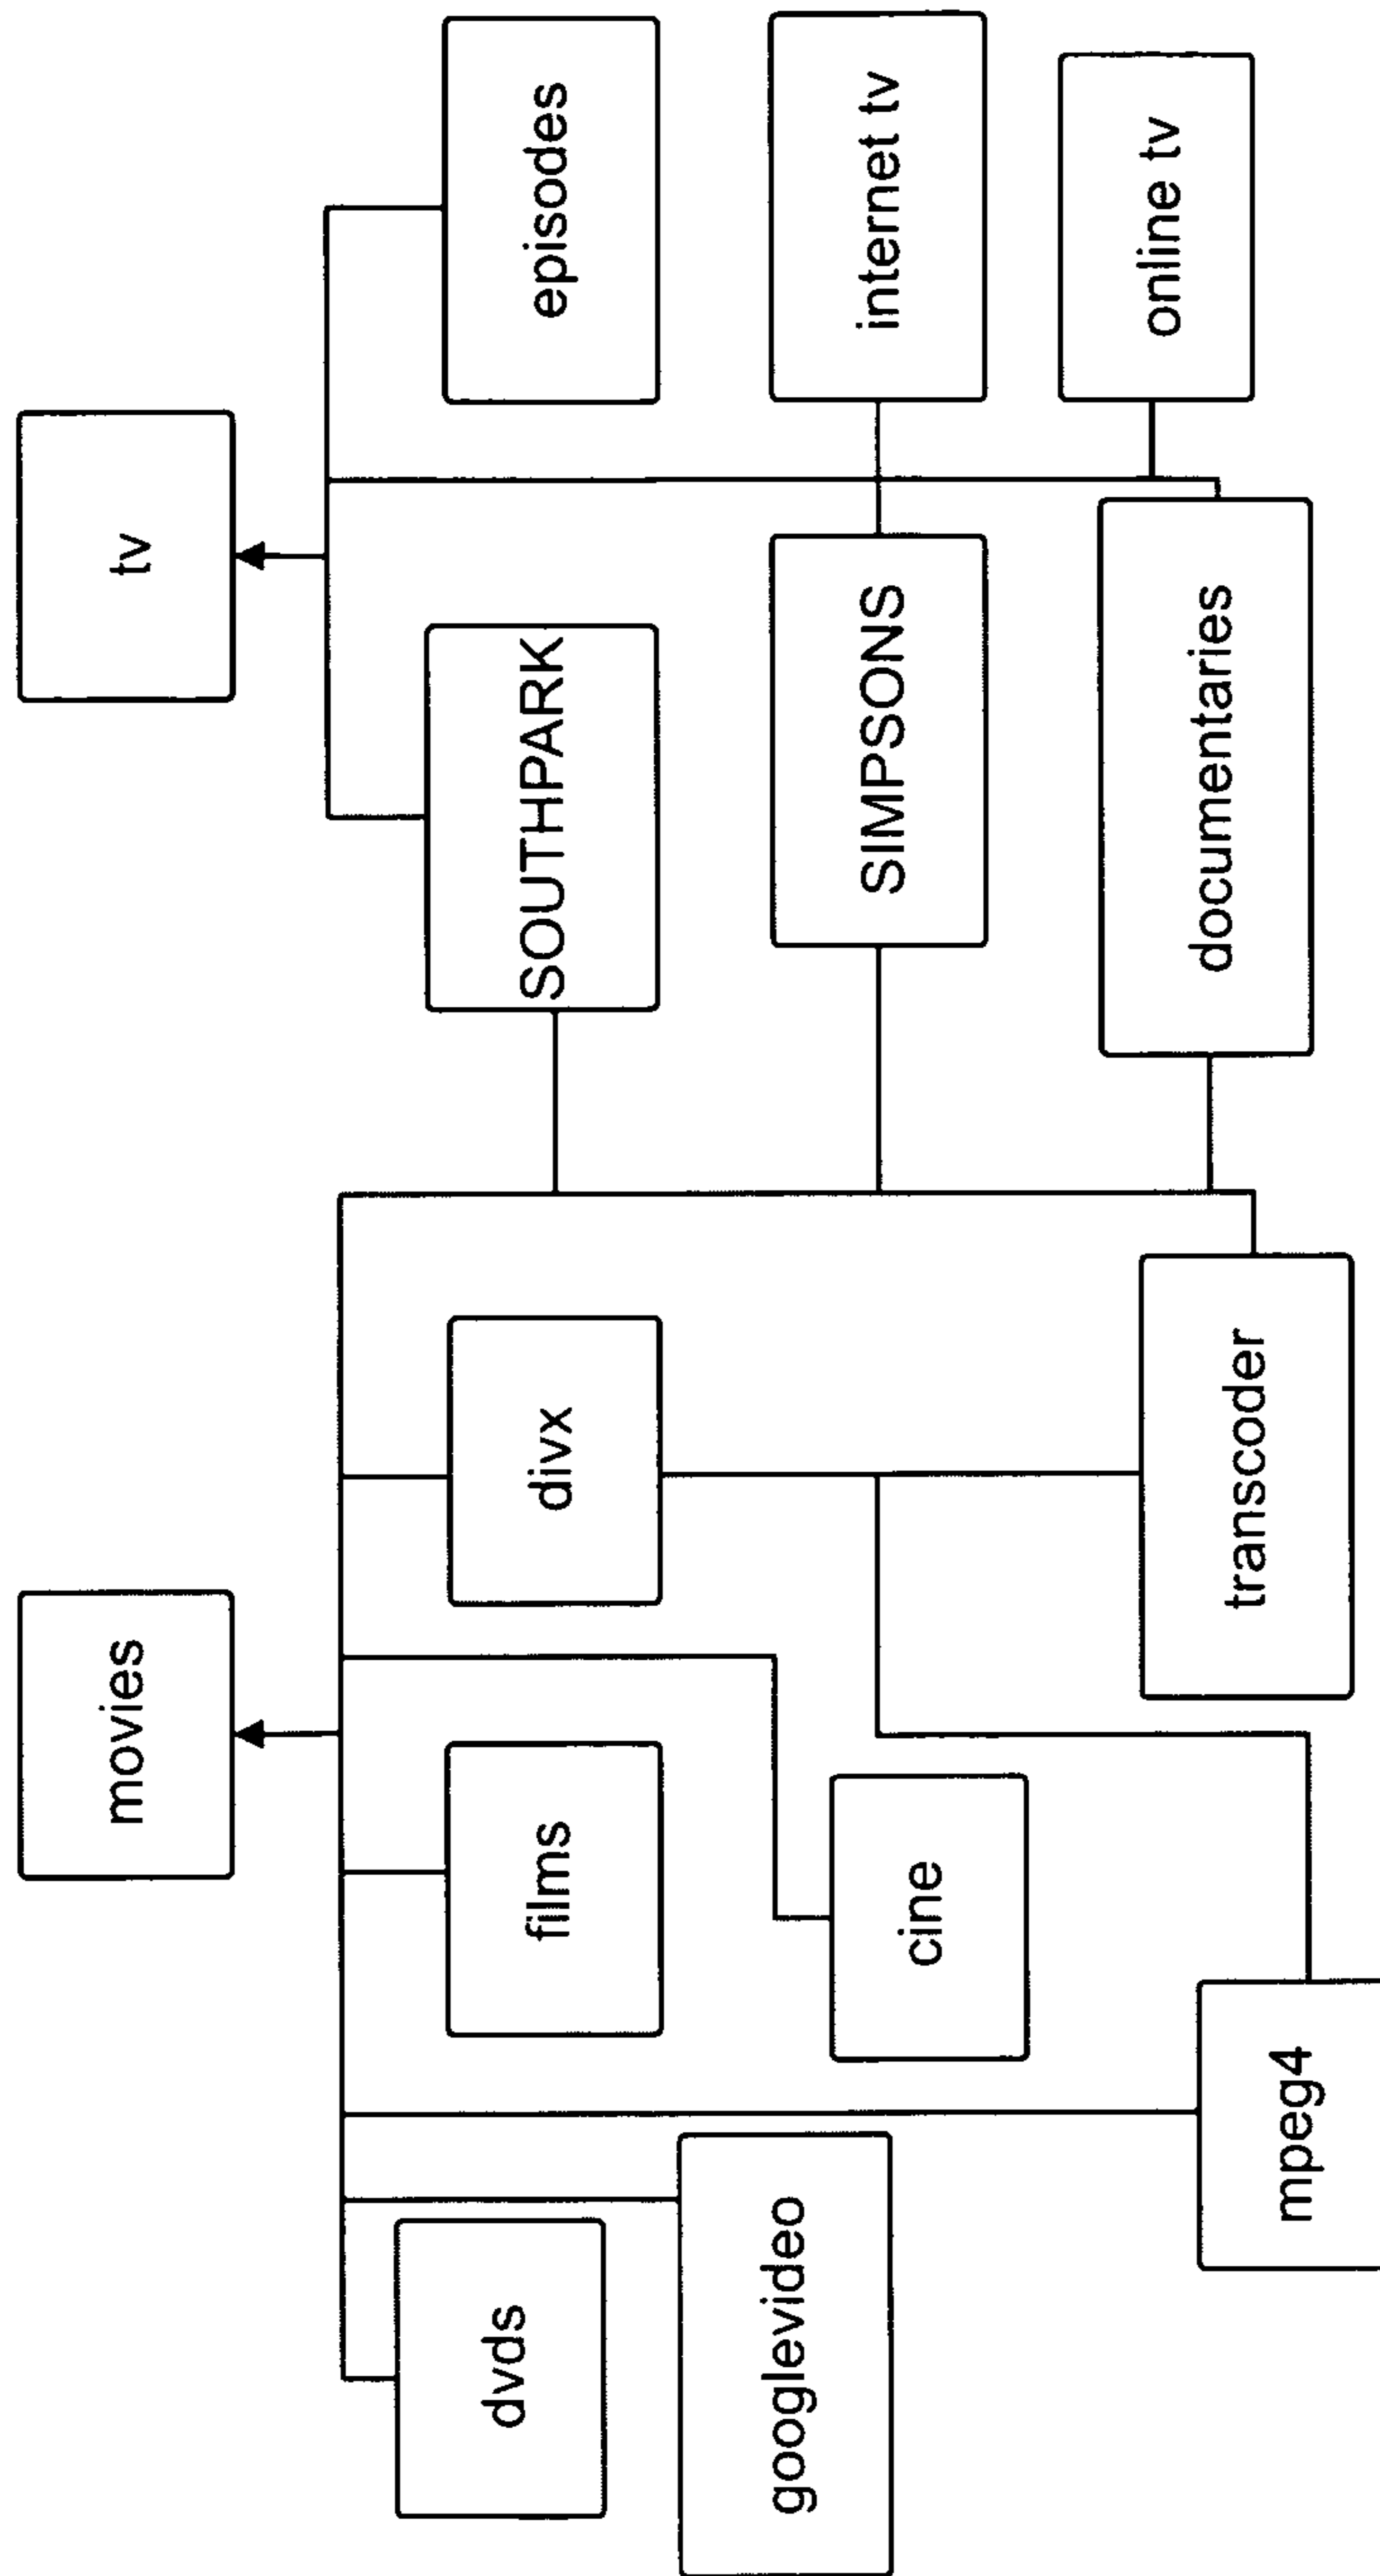 movies
tv
dvds
films
divx
SOUTHPARK
episodes
googlevideo
cine
SIMPSONS
internet tv
mpeg4
transcoder
documentaries
online tv